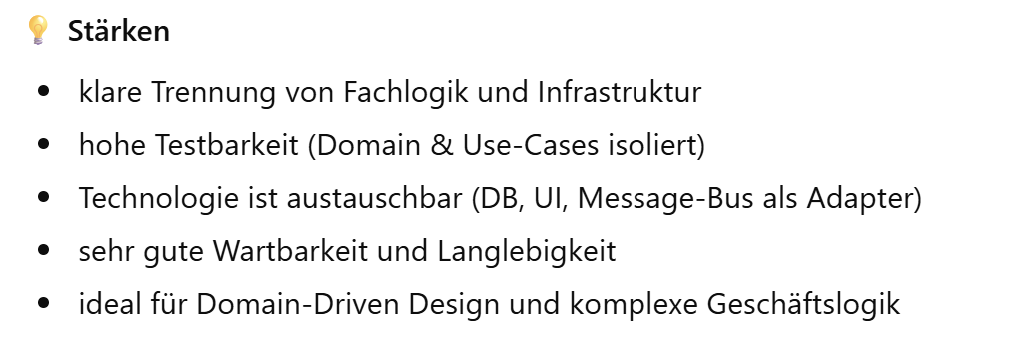 💡 Stärken
• klare Trennung von Fachlogik und Infrastruktur
• hohe Testbarkeit (Domain & Use-Cases isoliert)
• Technologie ist austauschbar (DB, UI, Message-Bus als Adapter)
• sehr gute Wartbarkeit und Langlebigkeit
• ideal für Domain-Driven Design und komplexe Geschäftslogik